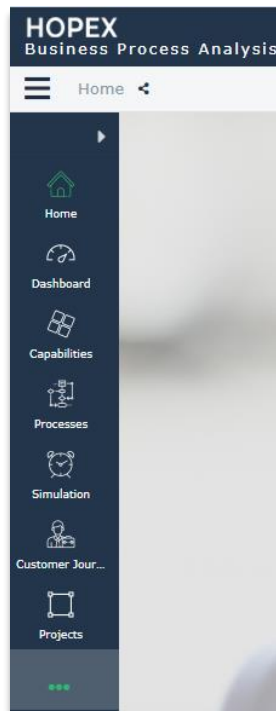 HOPEX
Business Process Analysis
Home
Home
Dashboard
Capabilities
Processes
Simulation
Customer Jour...
Projects